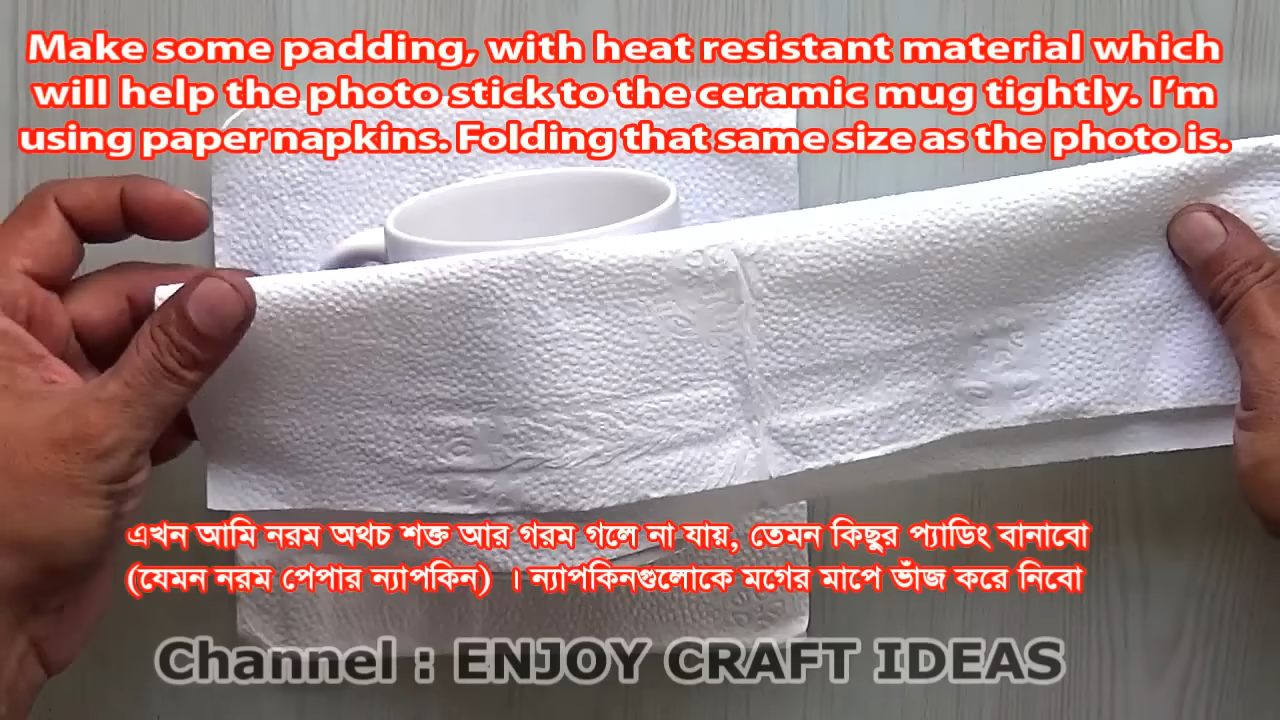 Make some padding, with heat resistant material which
will help the photo stick to the ceramic mug tightly. I'm
using paper napkins. Folding that same size as the photo is.
এখন আমি নরম অথচ শক্ত আর গরম গলে না যায়, তেমন কিছুর প্যাডিং বানাবো
(যেমন নরম পেপার ন্যাপকিন) । ন্যাপকিনগুলোকে মগের মাপে ভাঁজ করে নিবো
Channel : ENJOY CRAFT IDEAS